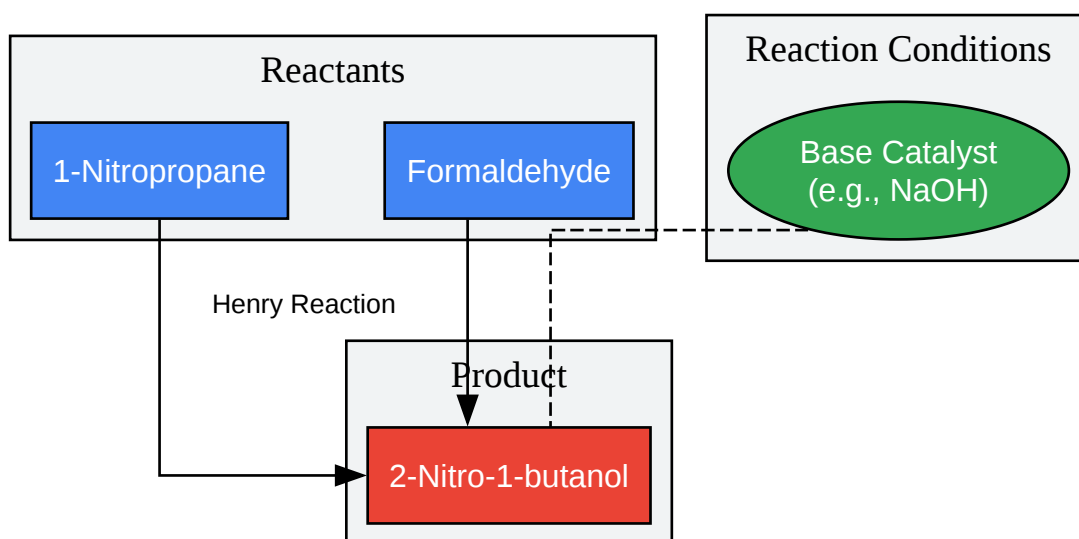 Reactants
1-Nitropropane
Formaldehyde
Reaction Conditions
Base Catalyst
(e.g., NaOH)
Henry Reaction
Product
2-Nitro-1-butanol